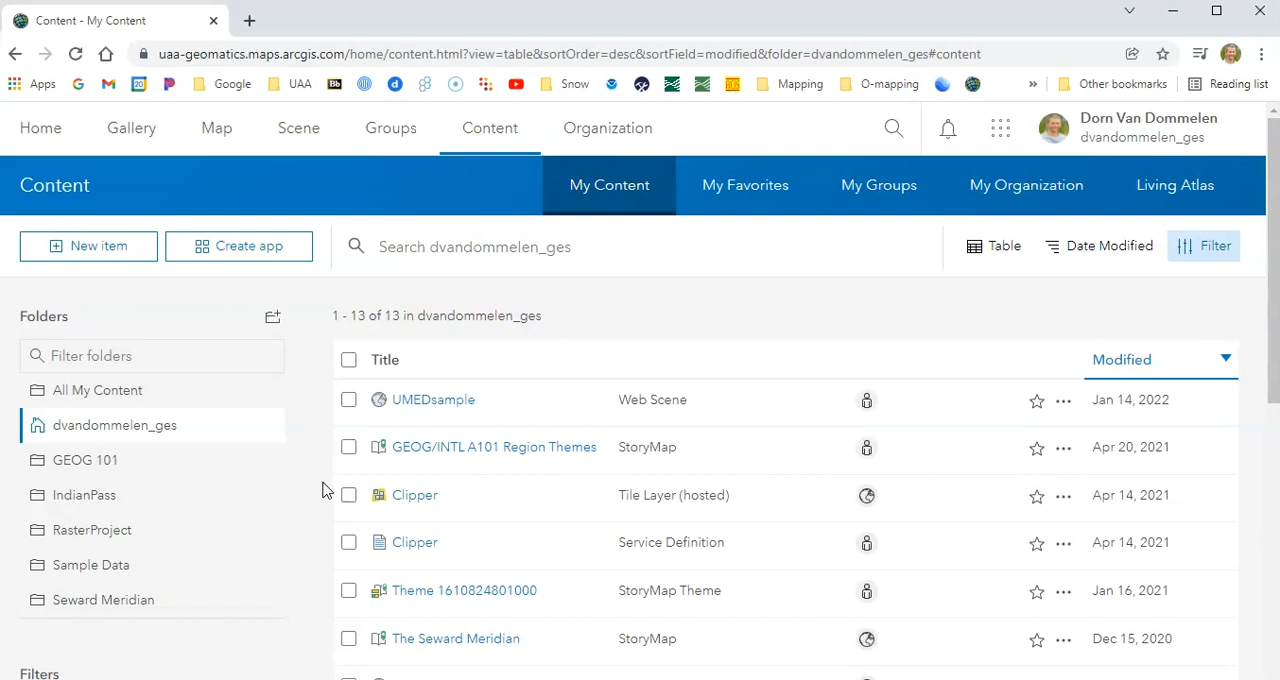 Content - My Content
uaa-geomatics.maps.arcgis.com/home/content.html?view=table&sortOrder=desc&sortField=modified&folder=dvandommelen_ges#content
Apps Google UAA Bb Snow Mapping O-mapping » Other bookmarks Reading list
Home Gallery Map Scene Groups Content Organization Dorn Van Dommelen
dvandommelen_ges
Content My Content My Favorites My Groups My Organization Living Atlas
New item Create app Search dvandommelen_ges Table Date Modified Filter
Folders 1 - 13 of 13 in dvandommelen_ges
Filter folders
Title Modified
All My Content
UMEDsample Web Scene Jan 14, 2022
dvandommelen_ges
GEOG/INTL A101 Region Themes StoryMap Apr 20, 2021
GEOG 101
IndianPass
Clipper Tile Layer (hosted) Apr 14, 2021
RasterProject
Clipper Service Definition Apr 14, 2021
Sample Data
Theme 1610824801000 StoryMap Theme Jan 16, 2021
Seward Meridian
The Seward Meridian StoryMap Dec 15, 2020
Filters